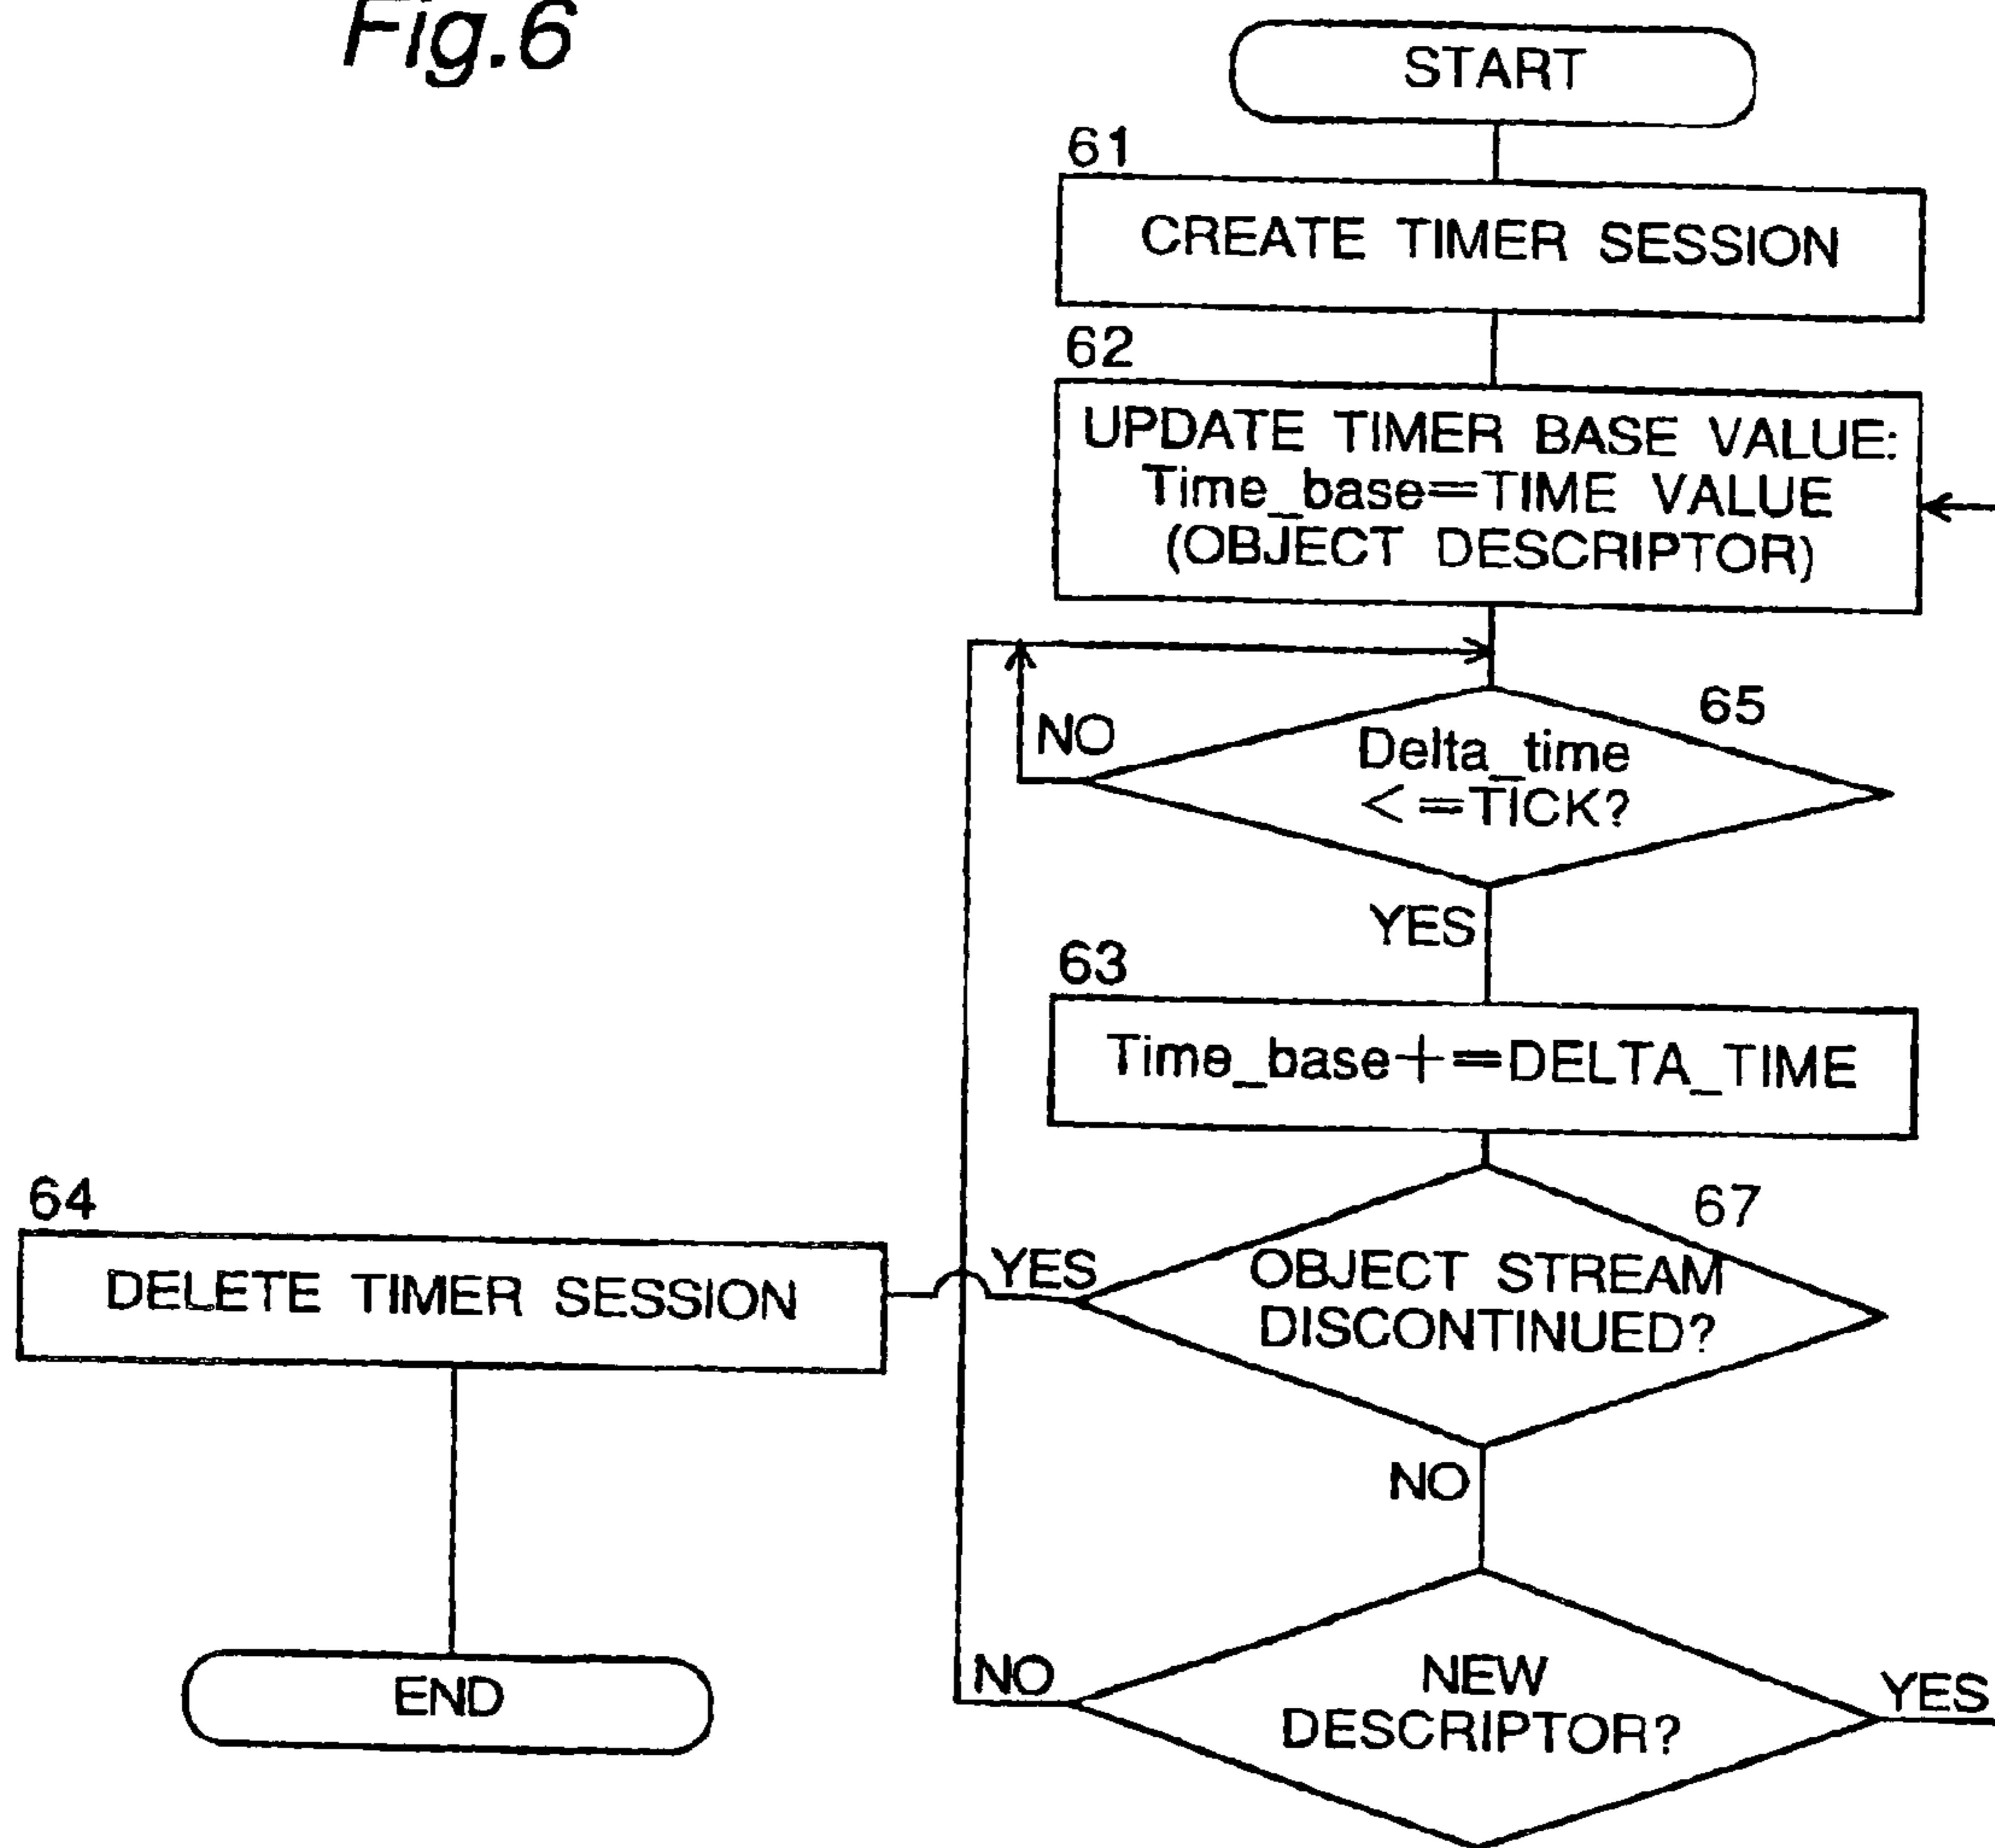 Fig.6
START
61
CREATE TIMER SESSION
62
UPDATE TIMER BASE VALUE:
Time_base=TIME VALUE
(OBJECT DESCRIPTOR)
65
NO
Delta_time
<=TICK?
YES
63
Time_base+=DELTA_TIME
64
DELETE TIMER SESSION
67
YES
OBJECT STREAM
DISCONTINUED?
NO
END
NO
NEW
DESCRIPTOR?
YES